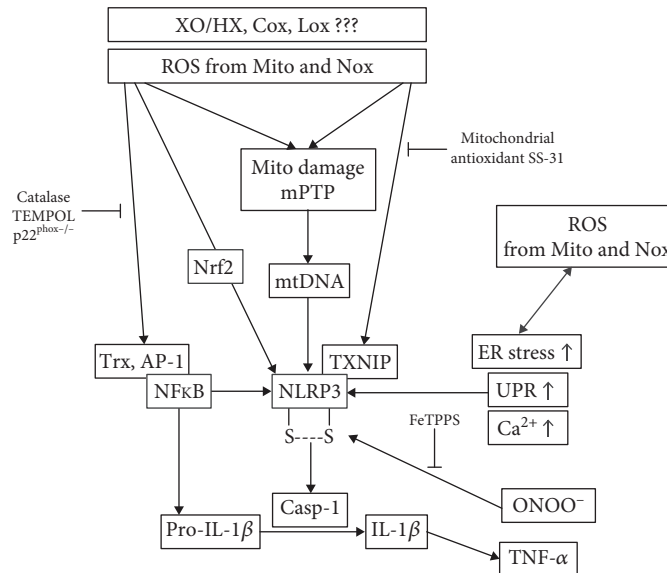 XO/HX, Cox, Lox ???
ROS from Mito and Nox
Mitochondrial
antioxidant SS-31
Mito damage
mPTP
Catalase
TEMPOL
p22phox−/−
ROS
from Mito and Nox
Nrf2
mtDNA
Trx, AP-1
TXNIP
ER stress ↑
NFκB
NLRP3
UPR ↑
FeTPPS
Ca2+ ↑
S----S
Casp-1
ONOO−
Pro-IL-1β
IL-1β
TNF-α